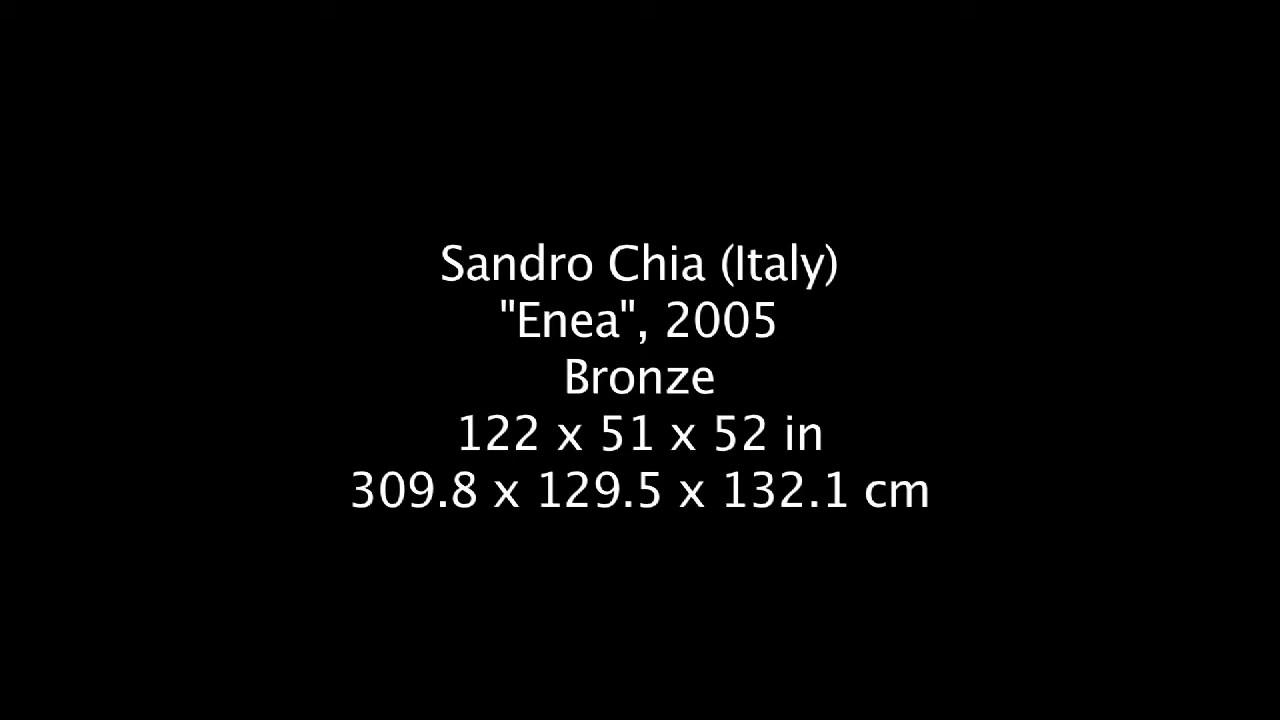 Sandro Chia (Italy)
"Enea", 2005
Bronze
122 x 51 x 52 in
309.8 x 129.5 x 132.1 cm